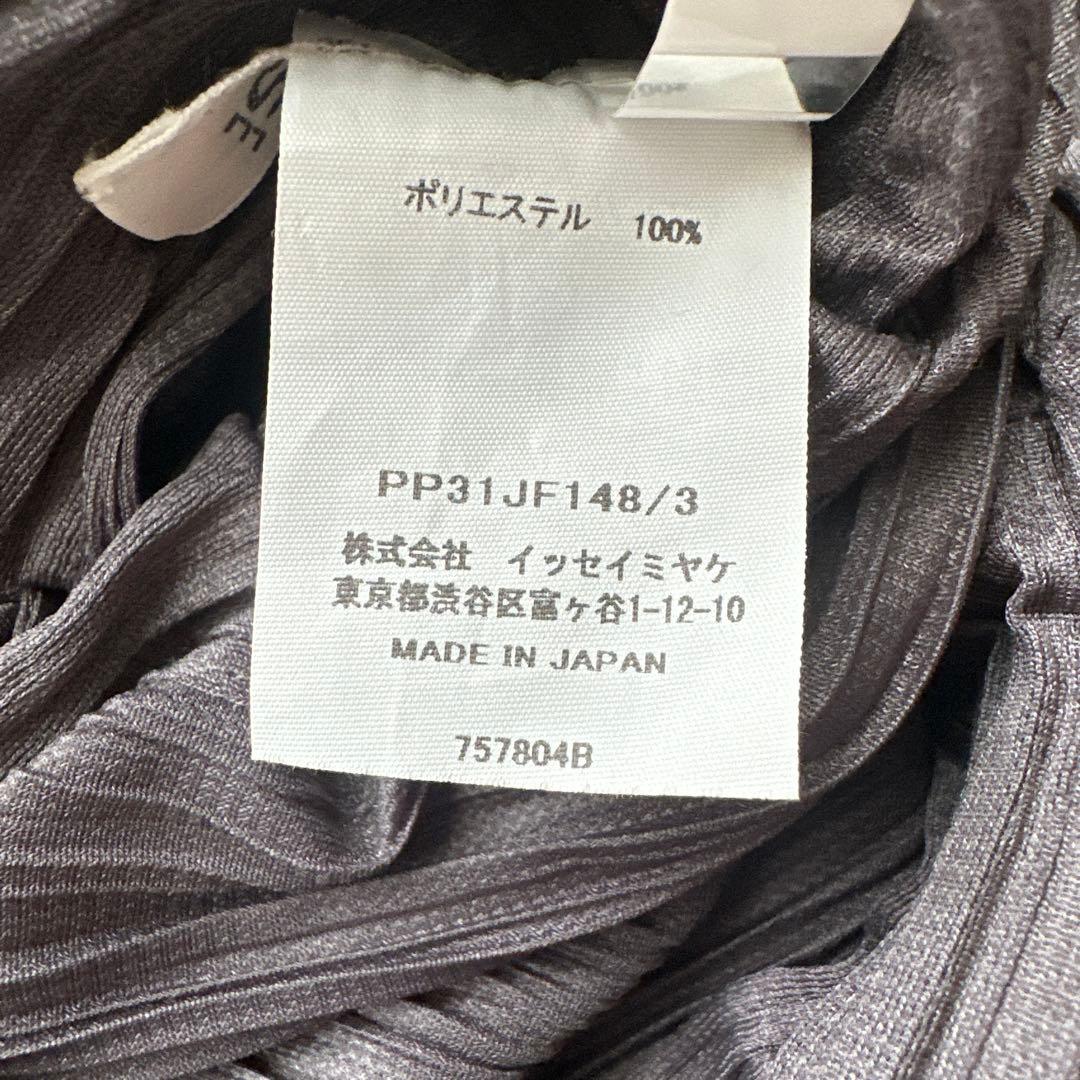 ポリエステル 100%
PP31JF148/3
株式会社 イッセイミヤケ
東京都渋谷区富ヶ谷1-12-10
MADE IN JAPAN
757804B